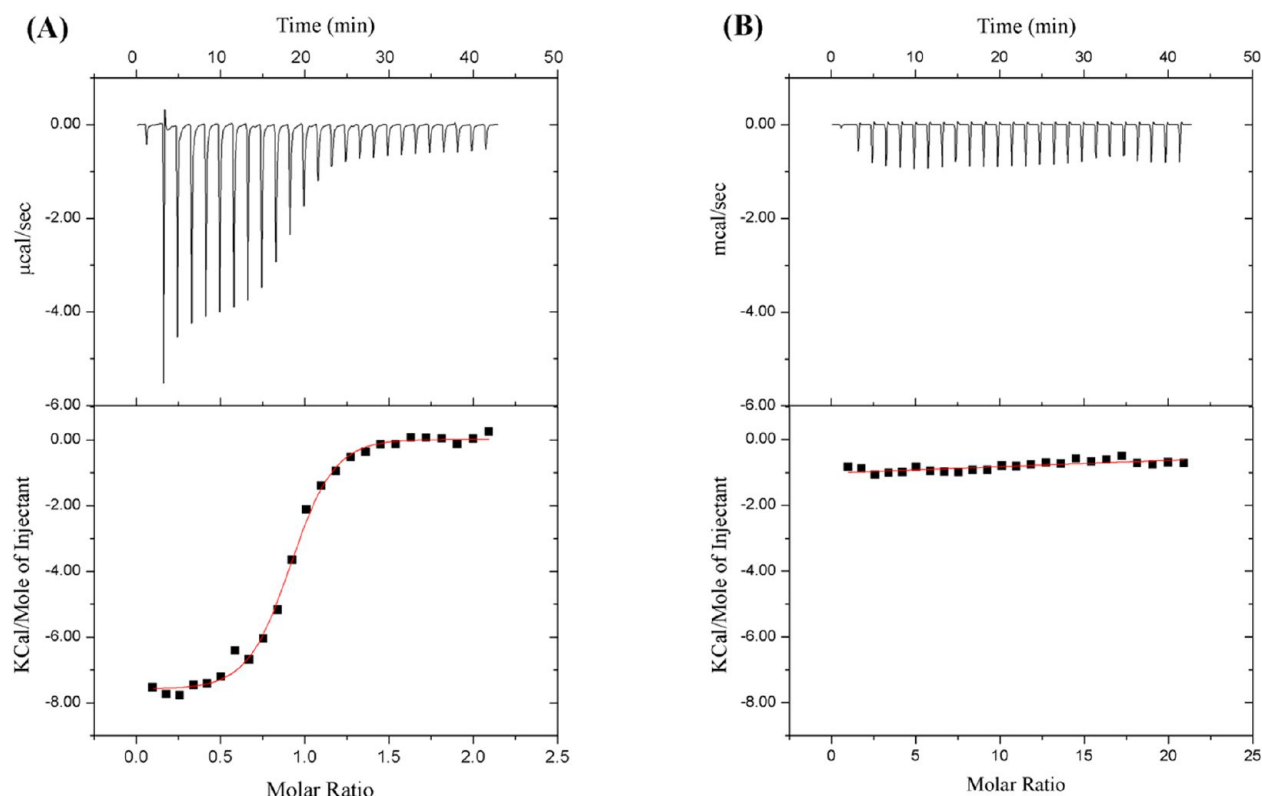 (A)
Time (min)
0 10 20 30 40 50
0.00
-2.00
-4.00
-6.00
µcal/sec
0.00
-2.00
-4.00
-6.00
-8.00
KCal/Mole of Injectant
0.0 0.5 1.0 1.5 2.0 2.5
Molar Ratio
(B)
Time (min)
0 10 20 30 40 50
0.00
-2.00
-4.00
-6.00
mcal/sec
0.00
-2.00
-4.00
-6.00
-8.00
KCal/Mole of Injectant
0 5 10 15 20 25
Molar Ratio